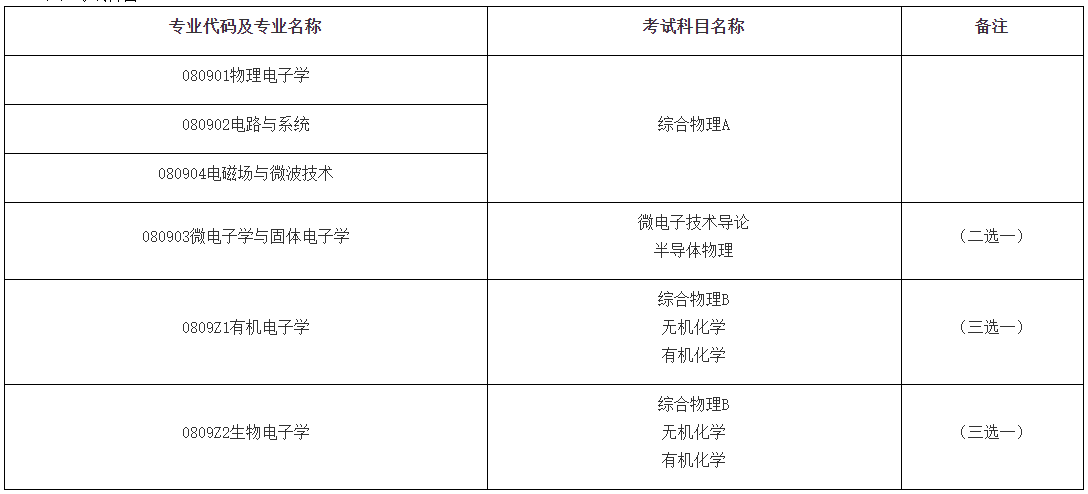 专业代码及专业名称 考试科目名称 备注
080901物理电子学
080902电路与系统 综合物理A
080904电磁场与微波技术
080903微电子学与固体电子学
微电子技术导论
半导体物理
（二选一）
0809Z1有机电子学
综合物理B
无机化学
有机化学
（三选一）
0809Z2生物电子学
综合物理B
无机化学
有机化学
（三选一）